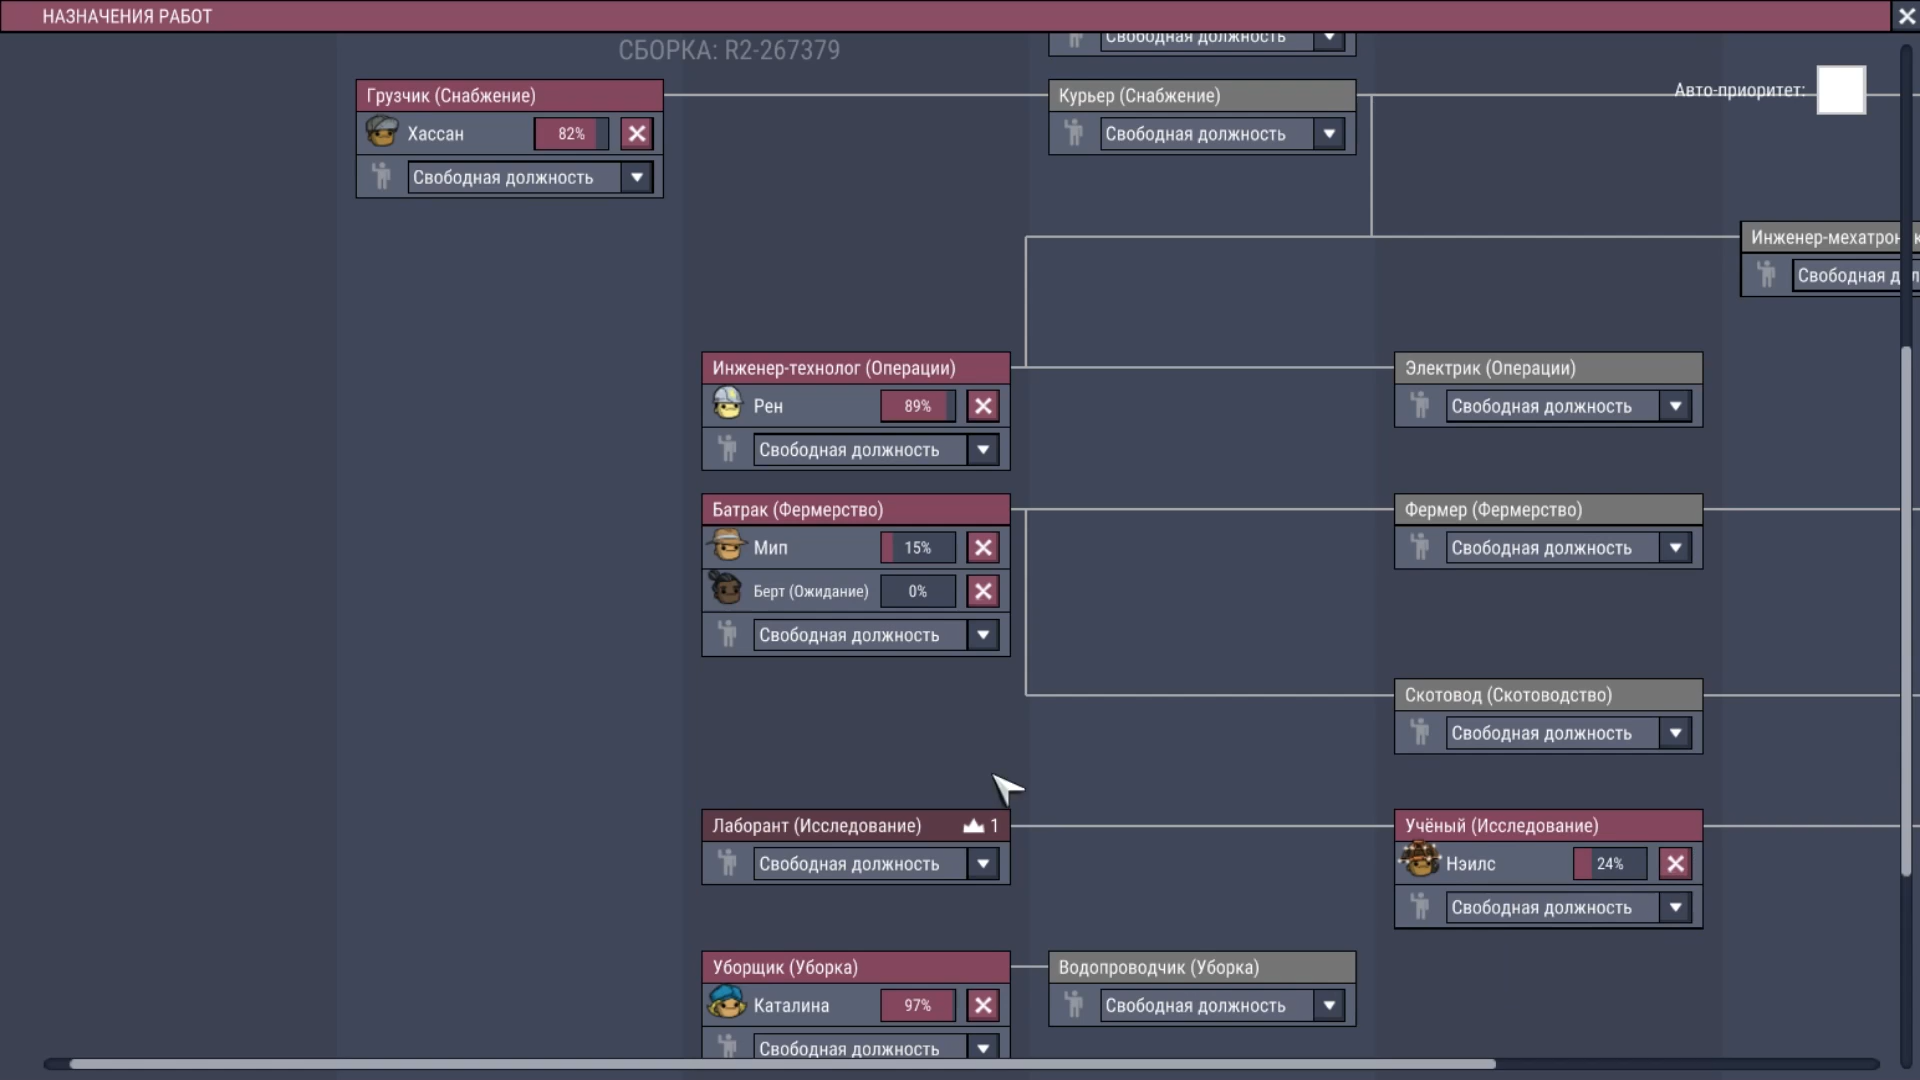 НАЗНАЧЕНИЯ РАБОТ
СБОРКА: R2-267379
Свободная должность
Авто-приоритет:
Грузчик (Снабжение)
Хассан 82%
Свободная должность
Курьер (Снабжение)
Свободная должность
Инженер-мехатрон
Свободная
Инженер-технолог (Операции)
Рен 89%
Свободная должность
Электрик (Операции)
Свободная должность
Батрак (Фермерство)
Мип 15%
Берт (Ожидание) 0%
Свободная должность
Фермер (Фермерство)
Свободная должность
Скотовод (Скотоводство)
Свободная должность
Лаборант (Исследование) 1
Свободная должность
Учёный (Исследование)
Нэилс 24%
Свободная должность
Уборщик (Уборка)
Каталина 97%
Свободная должность
Водопроводчик (Уборка)
Свободная должность